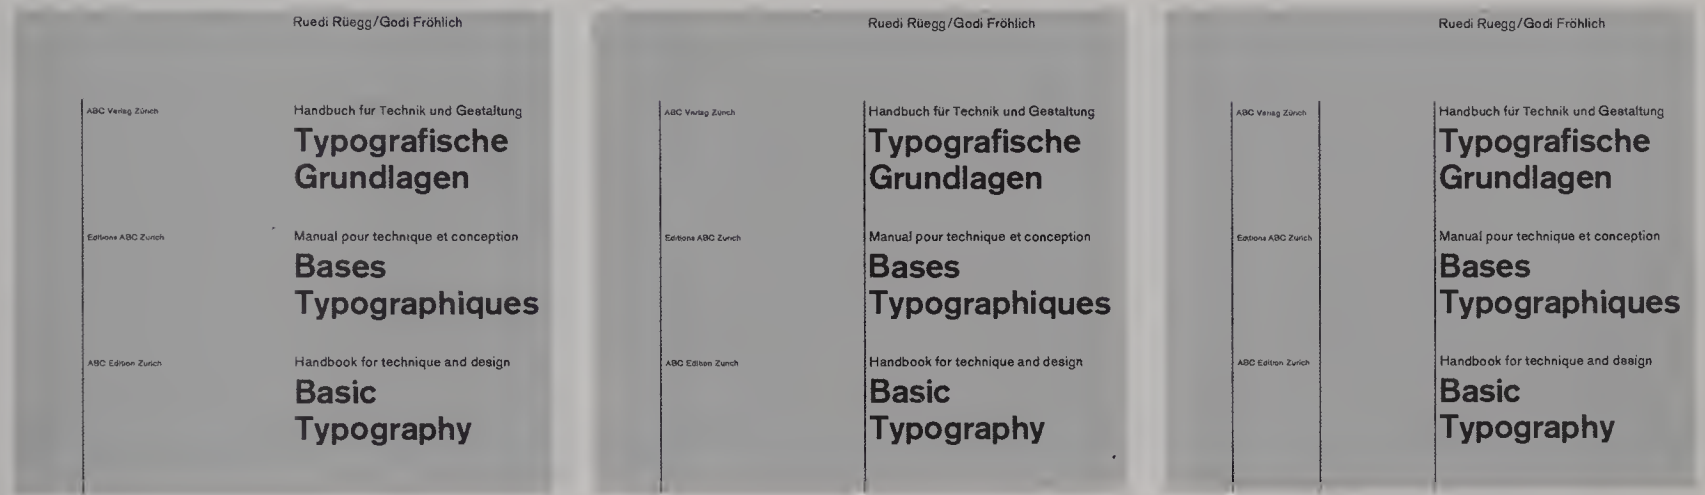 Ruedi Rüegg/Godi Fröhlich
ABC Verlag Zürich
Handbuch fur Technik und Gestaltung
Typografische
Grundlagen
Editions ABC Zurich
Manual pour technique et conception
Bases
Typographiques
ABC Edition Zurich
Handbook for technique and design
Basic
Typography
Ruedi Rüegg/Godi Fröhlich
ABC Verlag Zurich
Handbuch für Technik und Gestaltung
Typografische
Grundlagen
Editions ABC Zurich
Manual pour technique et conception
Bases
Typographiques
ABC Edition Zurich
Handbook for technique and design
Basic
Typography
Ruedi Ruegg/Godi Fröhlich
ABC Verlag Zürich
Handbuch für Technik und Gestaltung
Typografische
Grundlagen
Editions ABC Zurich
Manual pour technique et conception
Bases
Typographiques
ABC Edition Zurich
Handbook for technique and design
Basic
Typography